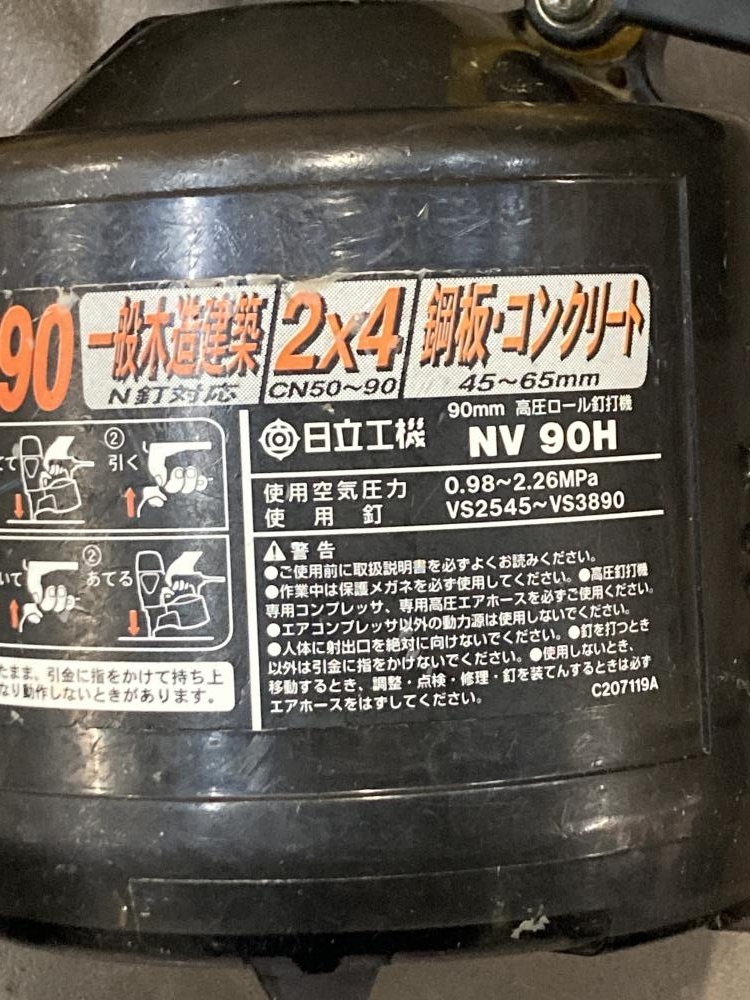 90
一般木造建築
N釘対応
2x4
CN50～90
鋼板・コンクリート
45～65mm
②
引く
②
あてる
たまま、引金に指をかけて持ち上
なり動作しないときがあります。
90mm 高圧ロール釘打機
日立工機 NV 90H
使用空気圧力 0.98～2.26MPa
使用釘 VS2545～VS3890
警告
●ご使用前に取扱説明書を必ずよくお読みください。
●作業中は保護メガネを必ず使用してください。●高圧釘打機
専用コンプレッサ、専用高圧エアホースを必ずご使用ください。
●エアコンプレッサ以外の動力源は使用しないでください。
●人体に射出口を絶対に向けないでください。●釘を打つとき
以外は引金に指をかけないでください。●使用しないとき、
移動するとき、調整・点検・修理・釘を装てんするときは必ず
エアホースをはずしてください。
C207119A